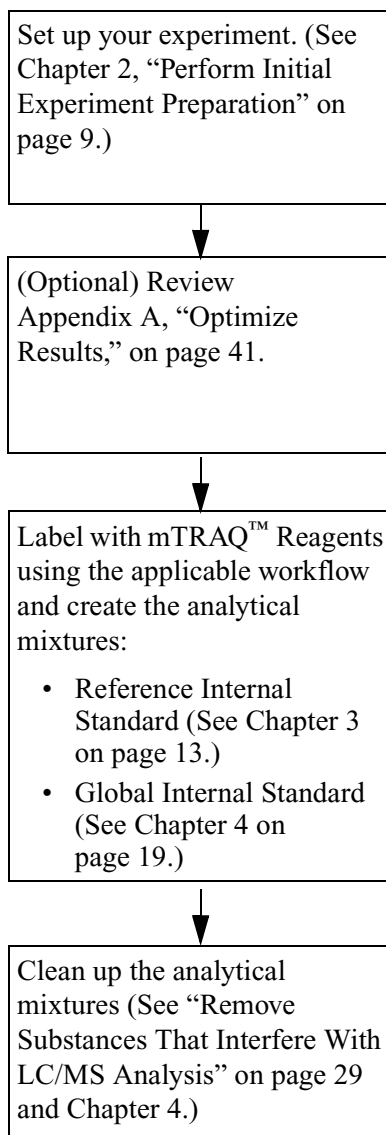 Set up your experiment. (See
Chapter 2, “Perform Initial
Experiment Preparation” on
page 9.)
(Optional) Review
Appendix A, “Optimize
Results,” on page 41.
Label with mTRAQ™ Reagents
using the applicable workflow
and create the analytical
mixtures:
• Reference Internal
Standard (See Chapter 3
on page 13.)
• Global Internal Standard
(See Chapter 4 on
page 19.)
Clean up the analytical
mixtures (See “Remove
Substances That Interfere With
LC/MS Analysis” on page 29
and Chapter 4.)